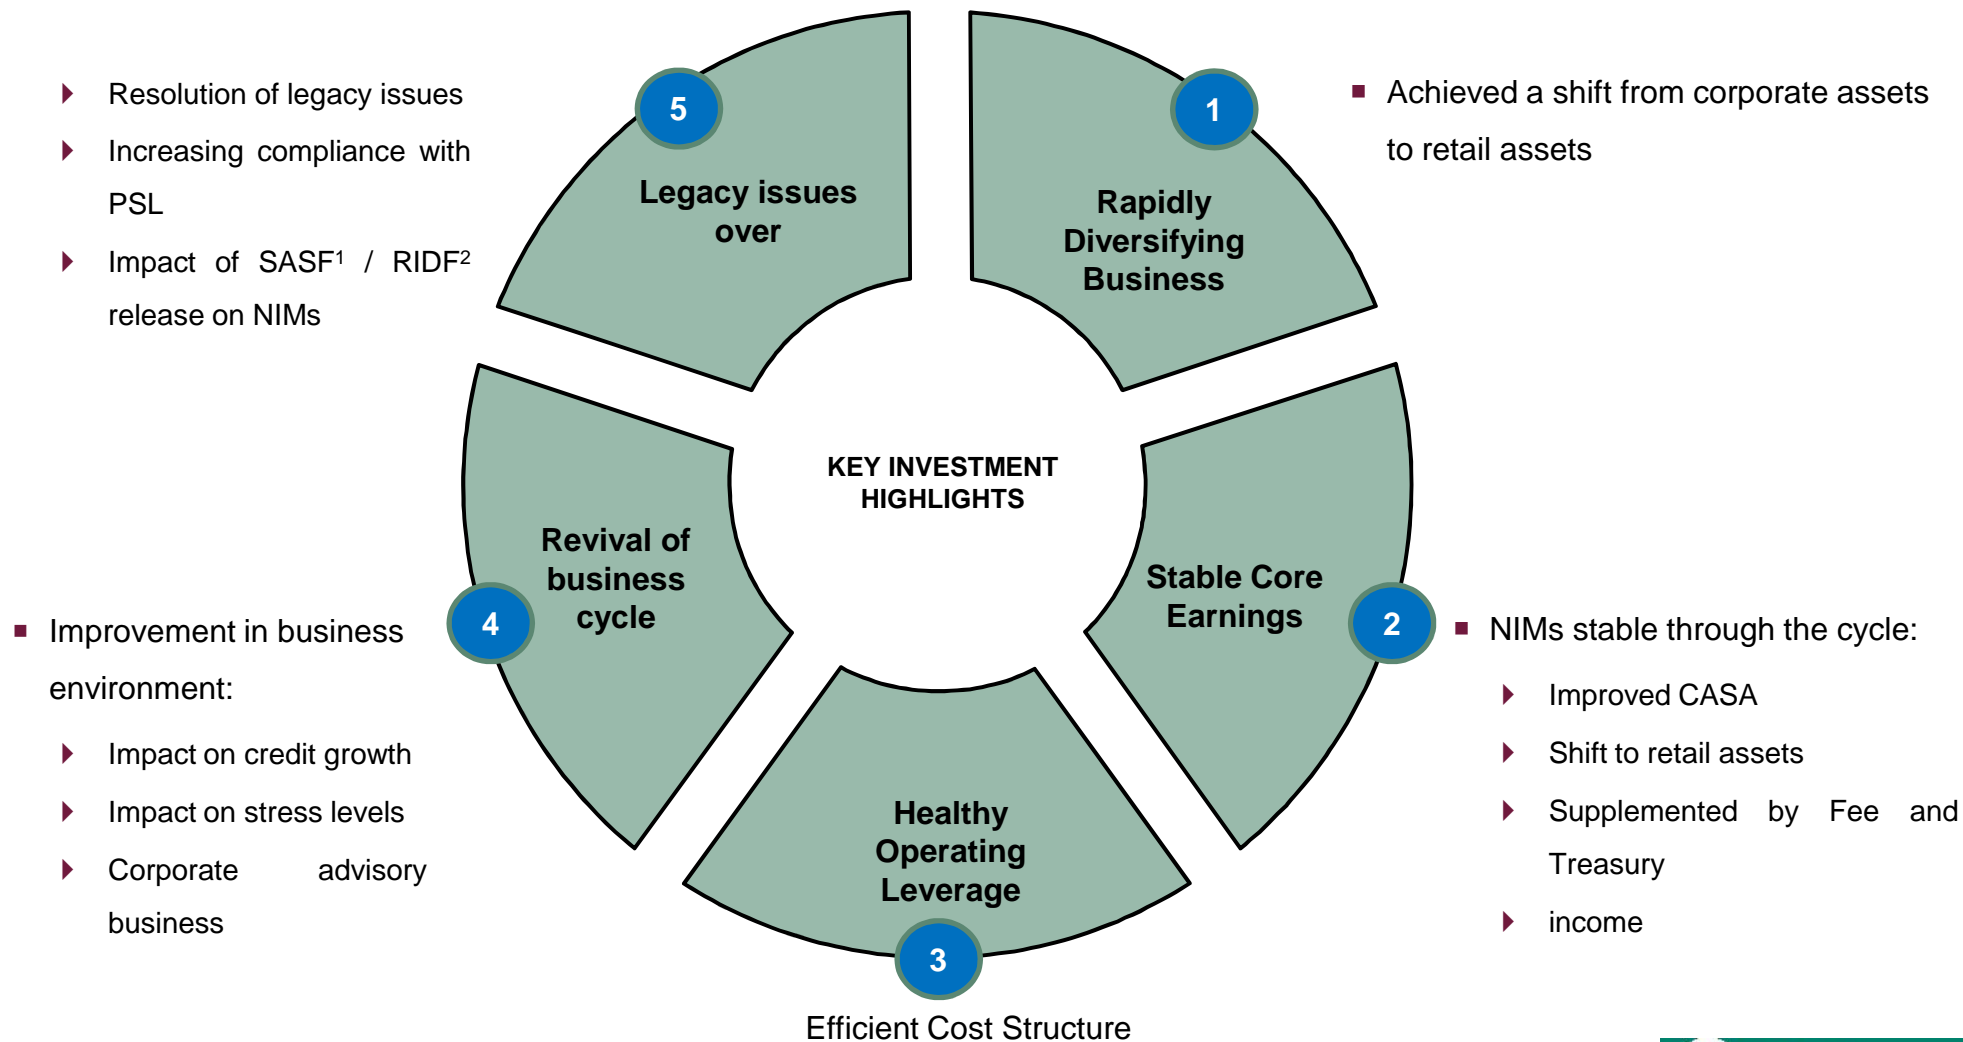 KEY INVESTMENT
HIGHLIGHTS
1
Rapidly
Diversifying
Business
■ Achieved a shift from corporate assets
to retail assets
2
Stable Core
Earnings
■ NIMs stable through the cycle:
Improved CASA
Shift to retail assets
Supplemented by Fee and
Treasury
income
3
Healthy
Operating
Leverage
Efficient Cost Structure
4
Revival of
business
cycle
■ Improvement in business
environment:
Impact on credit growth
Impact on stress levels
Corporate advisory
business
5
Legacy issues
over
Resolution of legacy issues
Increasing compliance with
PSL
Impact of SASF¹ / RIDF²
release on NIMs